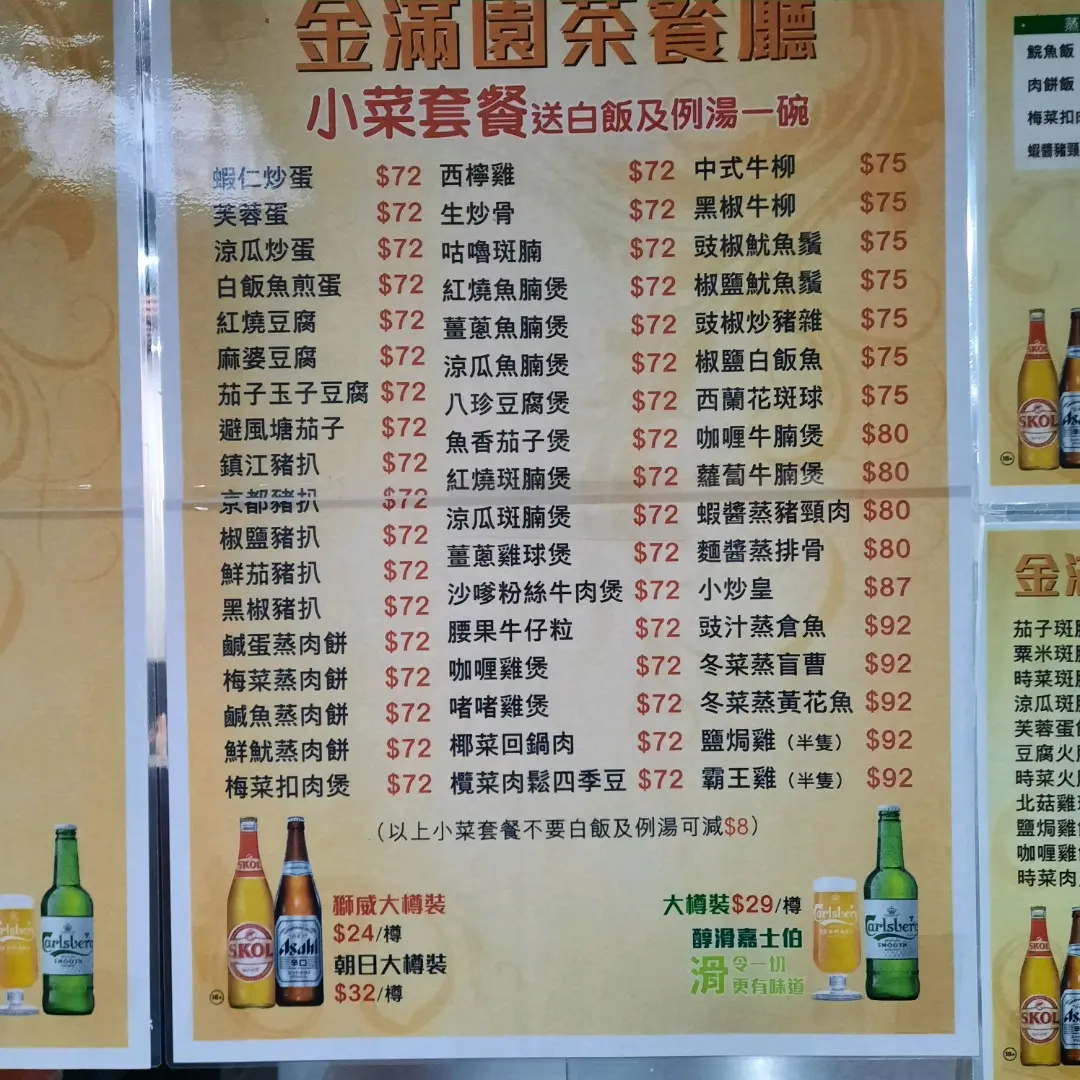 金滿園茶餐廳
小菜套餐送白飯及例湯一碗
蝦仁炒蛋 $72
芙蓉蛋 $72
涼瓜炒蛋 $72
白飯魚煎蛋 $72
紅燒豆腐 $72
麻婆豆腐 $72
茄子玉子豆腐 $72
避風塘茄子 $72
鎮江豬扒 $72
京都豬扒 $72
椒鹽豬扒 $72
鮮茄豬扒 $72
黑椒豬扒 $72
鹹蛋蒸肉餅 $72
梅菜蒸肉餅 $72
鹹魚蒸肉餅 $72
鮮魷蒸肉餅 $72
梅菜扣肉煲 $72
西檸雞 $72
生炒骨 $72
咕嚕斑腩 $72
紅燒魚腩煲 $72
薑蔥魚腩煲 $72
涼瓜魚腩煲 $72
八珍豆腐煲 $72
魚香茄子煲 $72
紅燒斑腩煲 $72
涼瓜斑腩煲 $72
薑蔥雞球煲 $72
沙嗲粉絲牛肉煲 $72
腰果牛仔粒 $72
咖喱雞煲 $72
啫啫雞煲 $72
椰菜回鍋肉 $72
欖菜肉鬆四季豆 $72
中式牛柳 $75
黑椒牛柳 $75
豉椒魷魚鬚 $75
椒鹽魷魚鬚 $75
豉椒炒豬雜 $75
椒鹽白飯魚 $75
西蘭花斑球 $75
咖喱牛腩煲 $80
蘿蔔牛腩煲 $80
蝦醬蒸豬頸肉 $80
麵醬蒸排骨 $80
小炒皇 $87
豉汁蒸倉魚 $92
冬菜蒸盲曹 $92
冬菜蒸黃花魚 $92
鹽焗雞（半隻） $92
霸王雞（半隻） $92
（以上小菜套餐不要白飯及例湯可減$8）
獅威大樽裝
$24/樽
朝日大樽裝
$32/樽
大樽裝$29/樽
醇滑嘉士伯
滑令一切
更有味道
SKOL
SKOL
Asahi
辛口
18+
Carlsberg
Carlsberg
SMOOTH
Carlsberg
Carlsberg
SMOOTH
蒸
鯇魚飯
肉餅飯
梅菜扣
蝦醬豬頸
SKOL
SKOL
18+
金
茄子斑
粟米斑
時菜斑
涼瓜斑
芙蓉蛋
豆腐火
時菜火
北菇雞
鹽焗雞
咖喱雞
時菜肉
SKOL
SKOL
18+